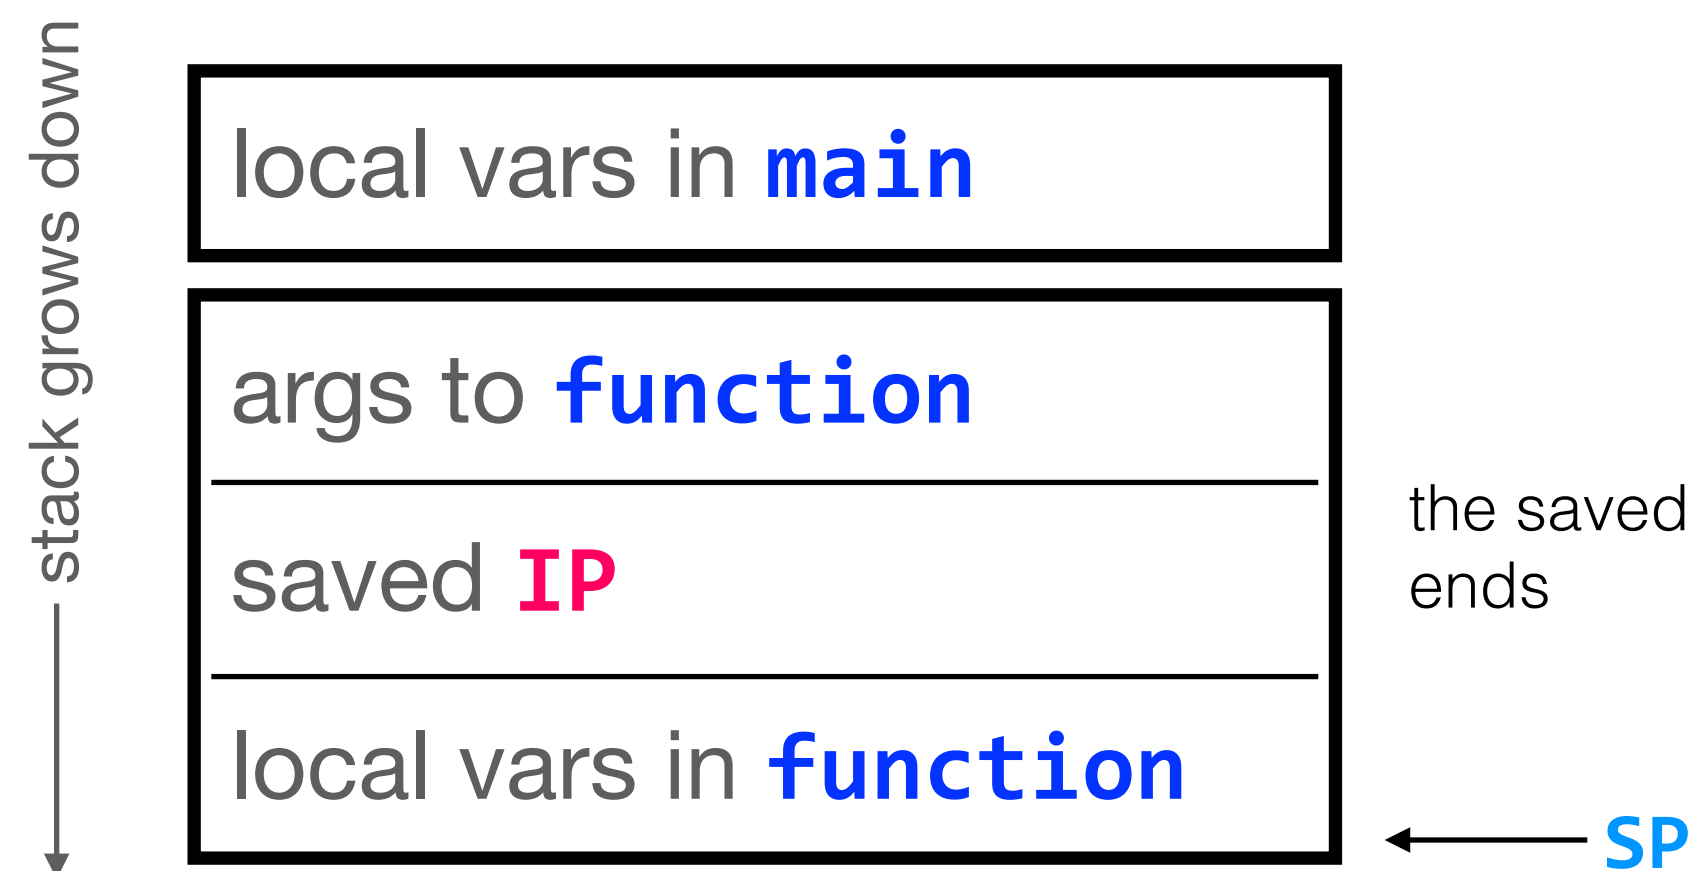 stack grows down
local vars in main
args to function
saved IP
local vars in function
the saved
ends
SP